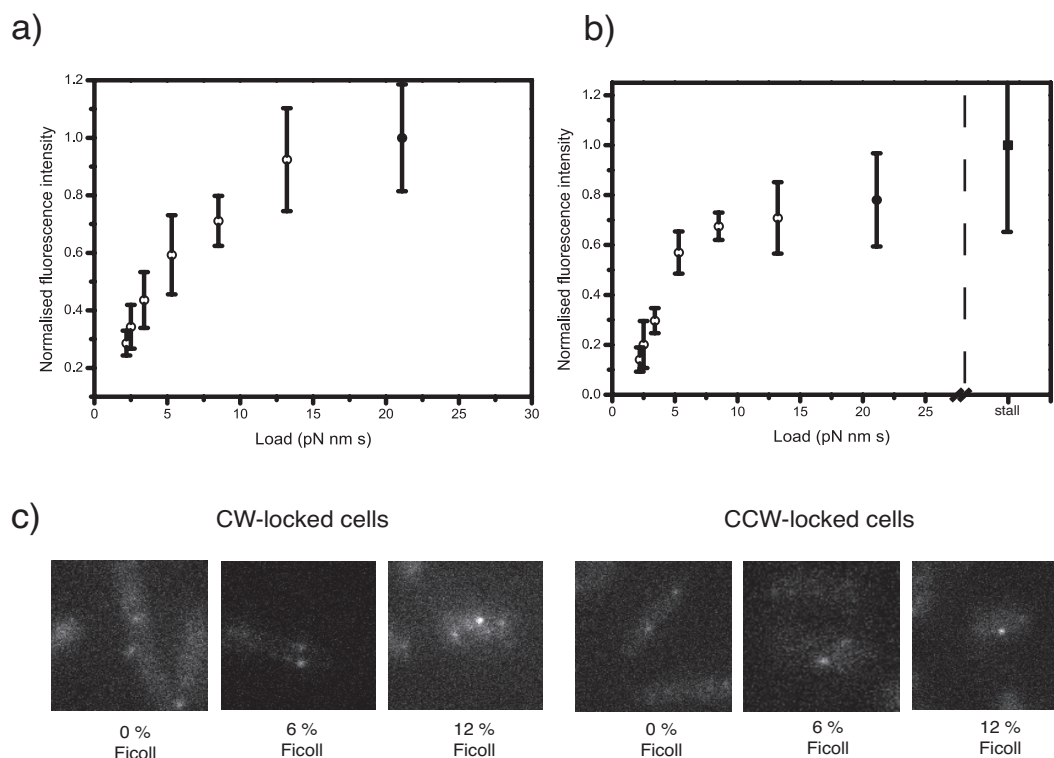 a)
Normalised fluorescence intensity
1.2
1.0
0.8
0.6
0.4
0.2
0 5 10 15 20 25 30
Load (pN nm s)
b)
Normalised fluorescence intensity
1.2
1.0
0.8
0.6
0.4
0.2
0.0
0 5 10 15 20 25 stall
Load (pN nm s)
c)
CW-locked cells
CCW-locked cells
0 %
Ficoll
6 %
Ficoll
12 %
Ficoll
0 %
Ficoll
6 %
Ficoll
12 %
Ficoll